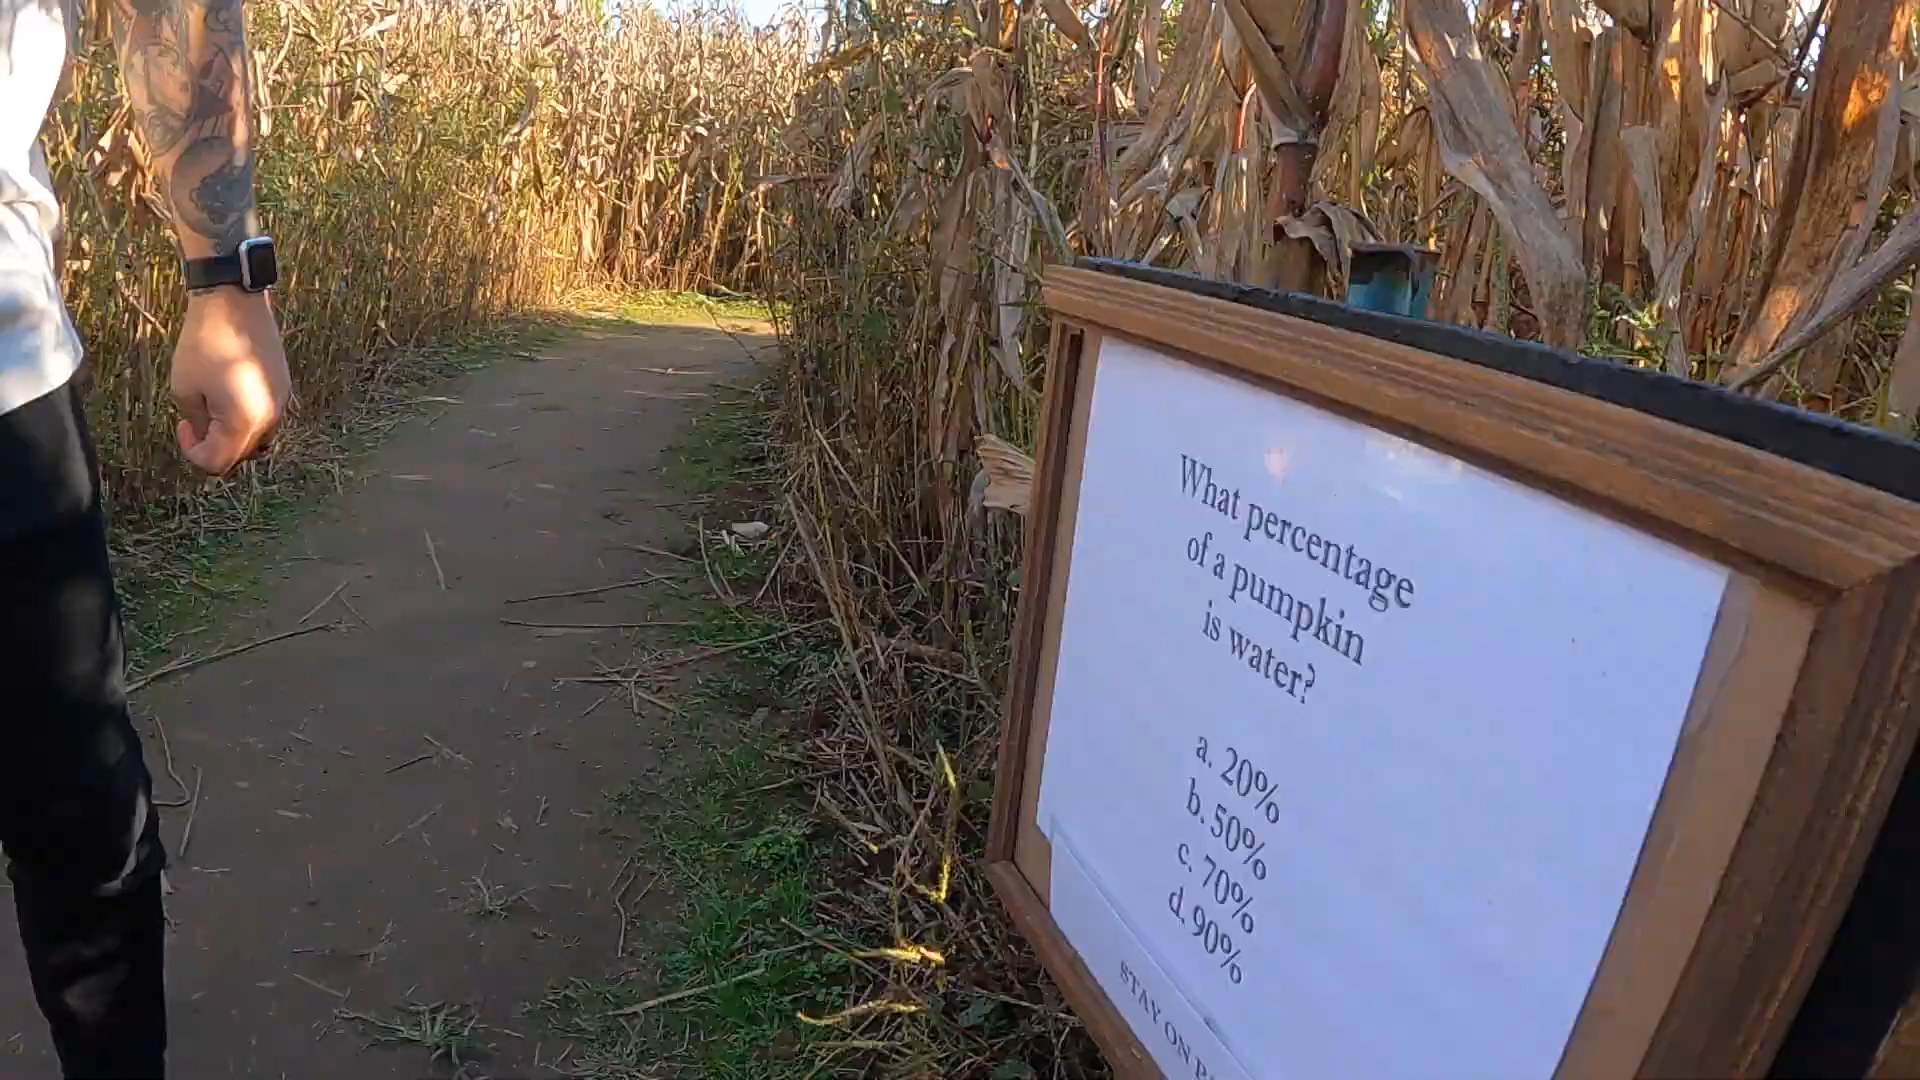 What percentage
of a pumpkin
is water?
a. 20%
b. 50%
c. 70%
d. 90%
STAY ON